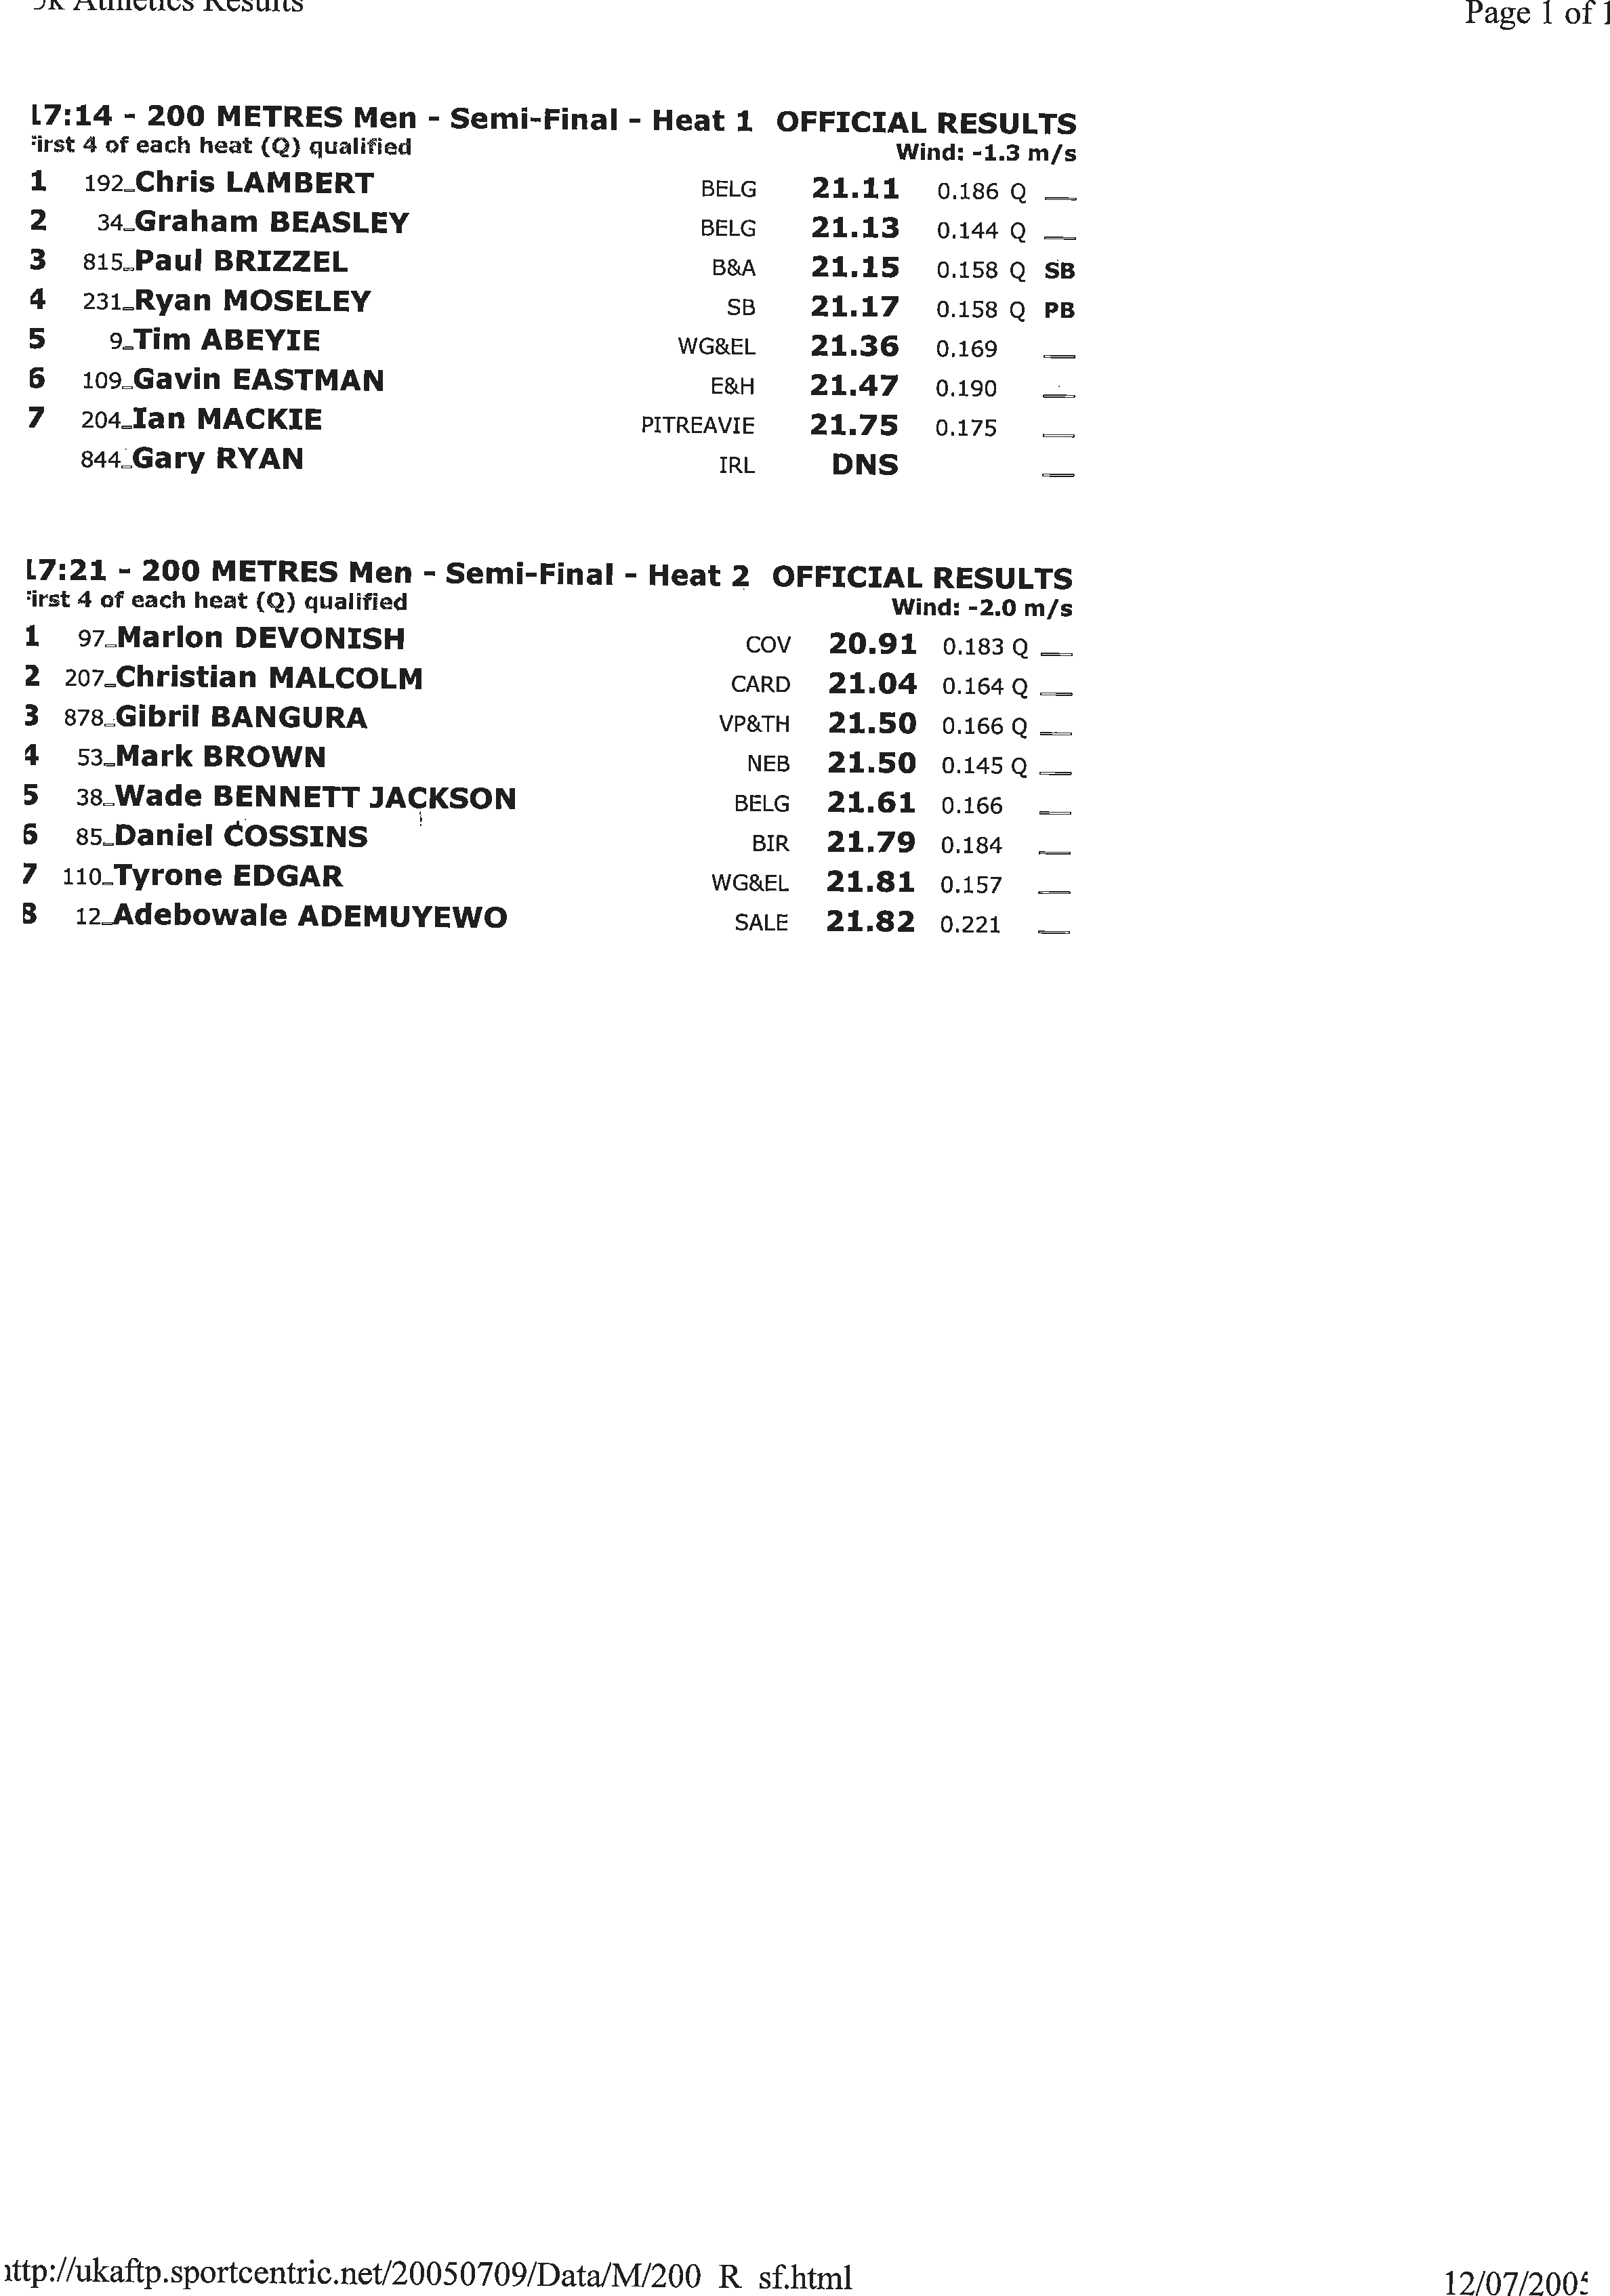 Athletics Results
Page 1 of 1
17:14 - 200 METRES Men - Semi-Final - Heat 1 OFFICIAL RESULTS
First 4 of each heat (Q) qualified Wind: -1.3 m/s
1 192 Chris LAMBERT BELG 21.11 0.186 Q
2 34 Graham BEASLEY BELG 21.13 0.144 Q
3 815 Paul BRIZZEL B&A 21.15 0.158 Q SB
4 231 Ryan MOSELEY SB 21.17 0.158 Q PB
5 9 Tim ABEYIE WG&EL 21.36 0.169
6 109 Gavin EASTMAN E&H 21.47 0.190
7 204 Ian MACKIE PITREAVIE 21.75 0.175
844 Gary RYAN IRL DNS
17:21 - 200 METRES Men - Semi-Final - Heat 2 OFFICIAL RESULTS
First 4 of each heat (Q) qualified Wind: -2.0 m/s
1 97 Marlon DEVONISH COV 20.91 0.183 Q
2 207 Christian MALCOLM CARD 21.04 0.164 Q
3 878 Gibril BANGURA VP&TH 21.50 0.166 Q
4 53 Mark BROWN NEB 21.50 0.145 Q
5 38 Wade BENNETT JACKSON BELG 21.61 0.166
6 85 Daniel COSSINS BIR 21.79 0.184
7 110 Tyrone EDGAR WG&EL 21.81 0.157
8 12 Adebowale ADEMUYEWO SALE 21.82 0.221
http://ukaftp.sportcentric.net/20050709/Data/M/200_R_sf.html
12/07/2005